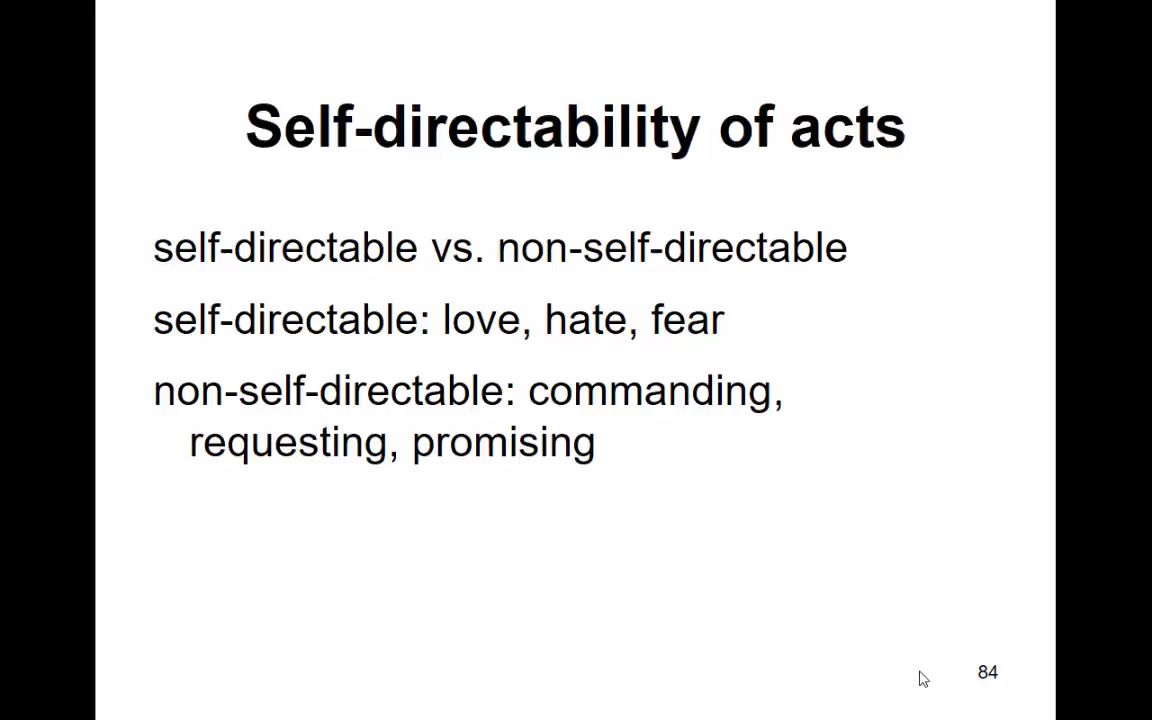 Self-directability of acts
self-directable vs. non-self-directable
self-directable: love, hate, fear
non-self-directable: commanding,
requesting, promising
84